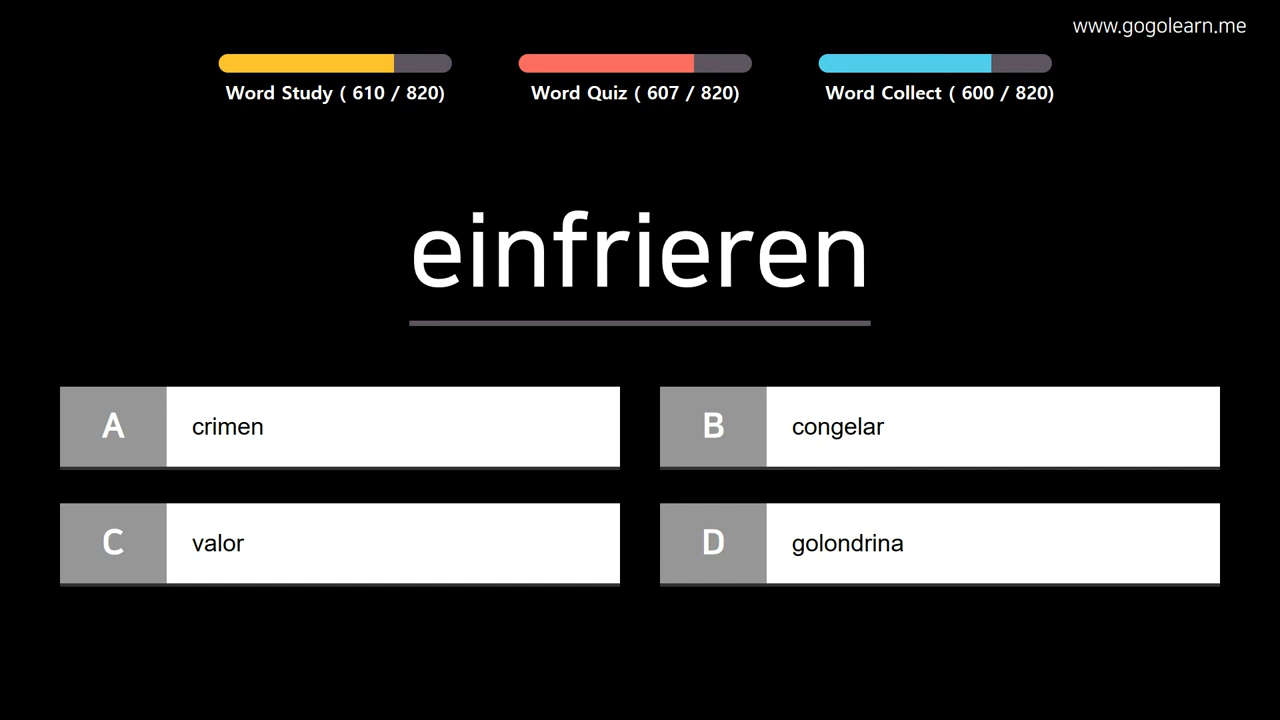 www.gogolearn.me
Word Study ( 610 / 820)
Word Quiz ( 607 / 820)
Word Collect ( 600 / 820)
einfrieren
A crimen
B congelar
C valor
D golondrina